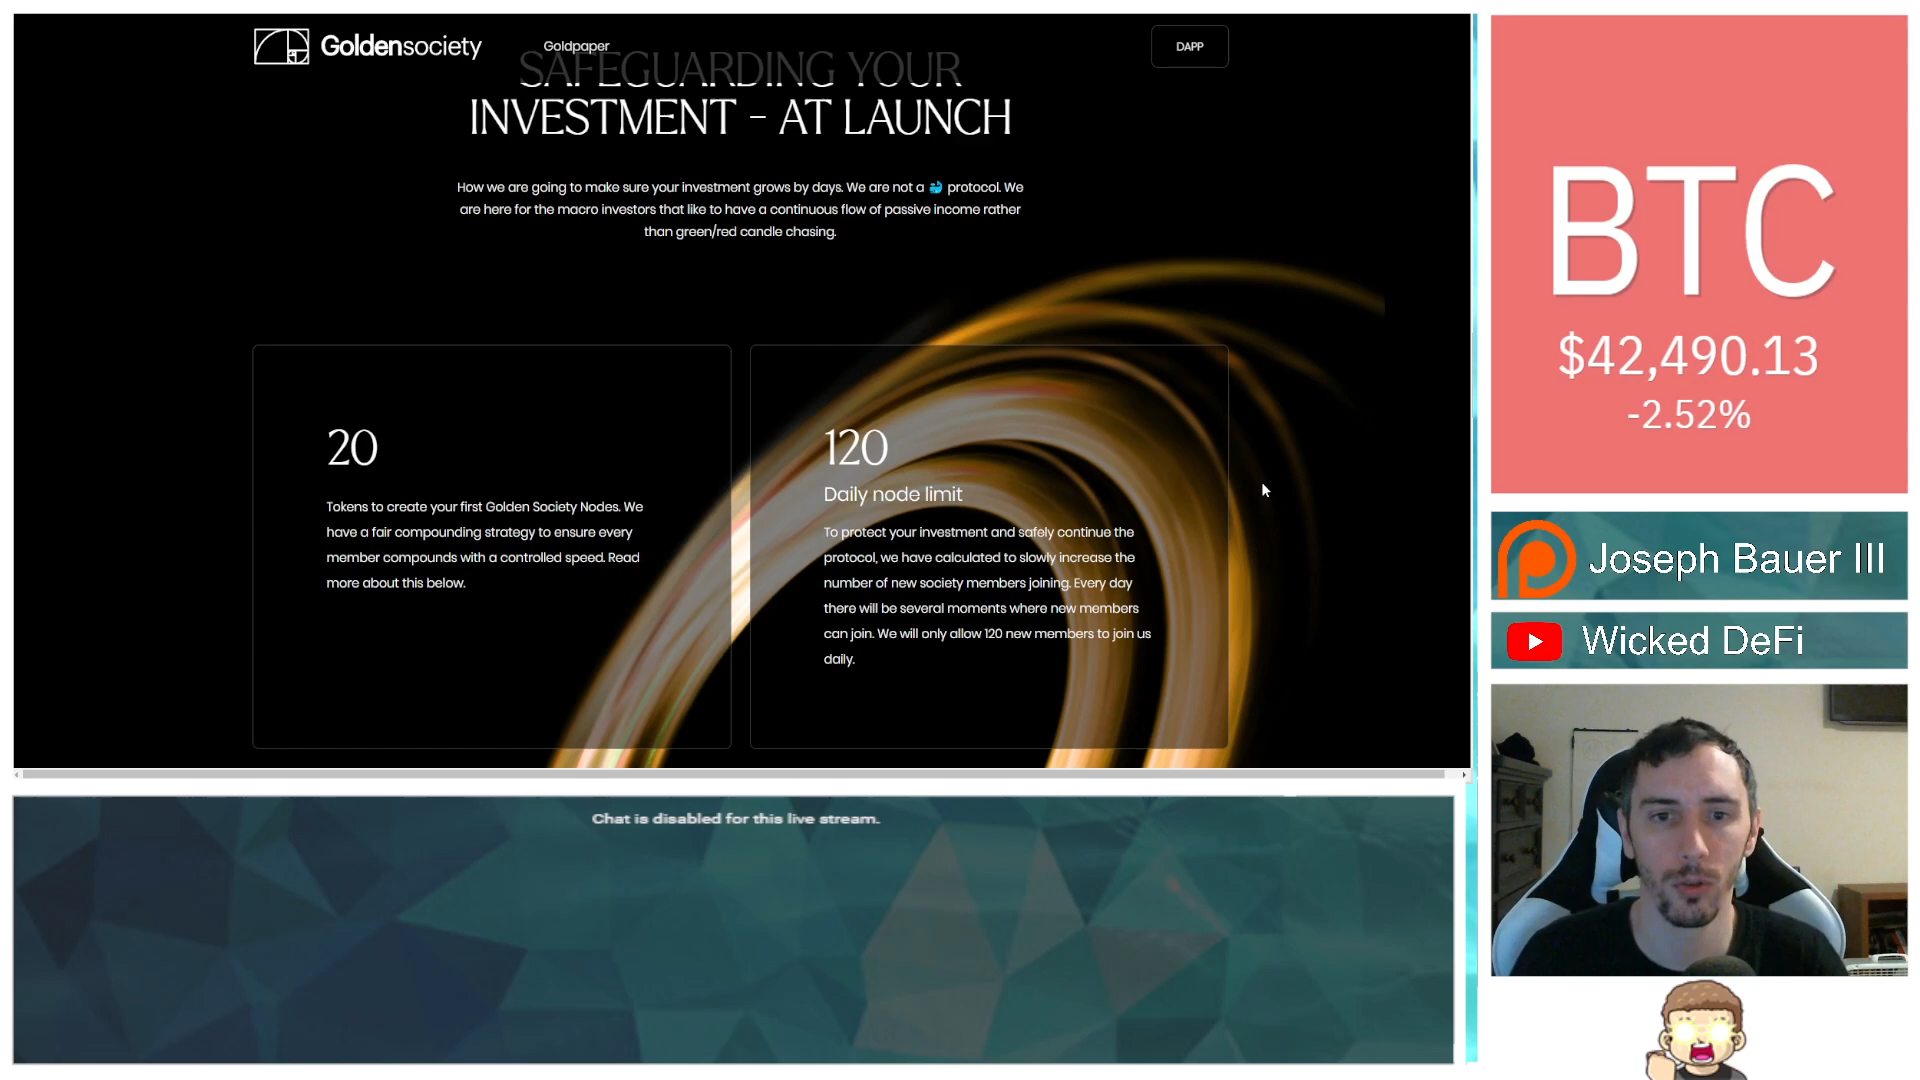 Goldensociety
Goldpaper
DAPP
SAFEGUARDING YOUR
INVESTMENT - AT LAUNCH
How we are going to make sure your investment grows by days. We are not a protocol. We
are here for the macro investors that like to have a continuous flow of passive income rather
than green/red candle chasing.
20
Tokens to create your first Golden Society Nodes. We
have a fair compounding strategy to ensure every
member compounds with a controlled speed. Read
more about this below.
120
Daily node limit
To protect your investment and safely continue the
protocol, we have calculated to slowly increase the
number of new society members joining. Every day
there will be several moments where new members
can join. We will only allow 120 new members to join us
daily.
Chat is disabled for this live stream.
BTC
$42,490.13
-2.52%
Joseph Bauer III
Wicked DeFi